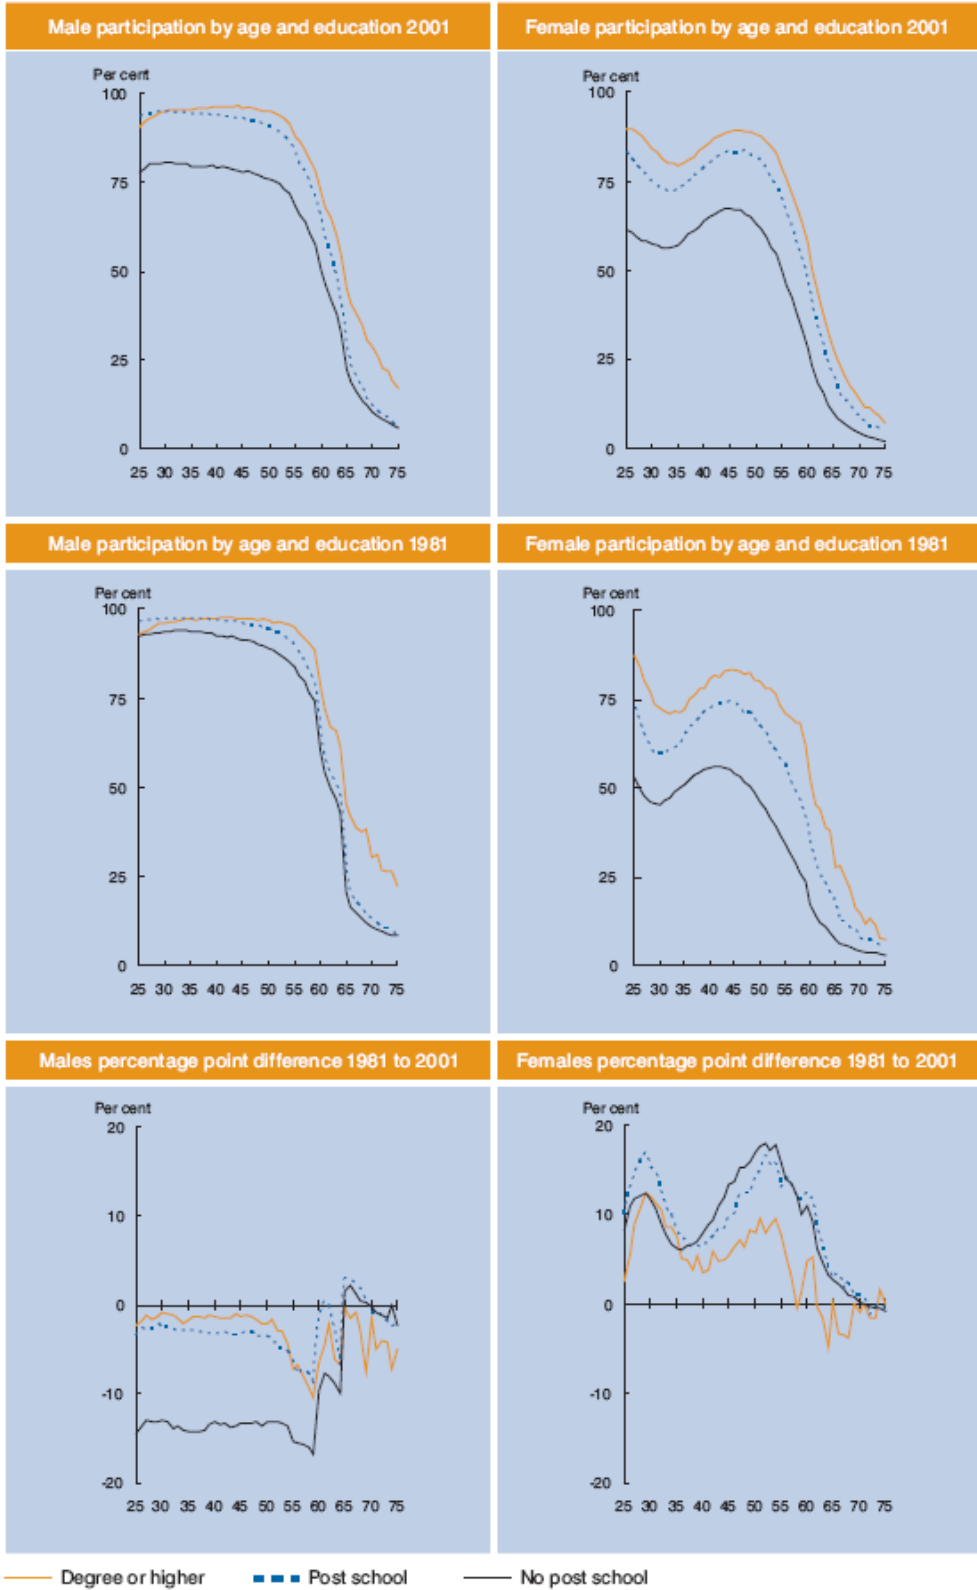 Male participation by age and education 2001
Per cent
100
75
50
25
0
25 30 35 40 45 50 55 60 65 70 75
Female participation by age and education 2001
Per cent
100
75
50
25
0
25 30 35 40 45 50 55 60 65 70 75
Male participation by age and education 1981
Per cent
100
75
50
25
0
25 30 35 40 45 50 55 60 65 70 75
Female participation by age and education 1981
Per cent
100
75
50
25
0
25 30 35 40 45 50 55 60 65 70 75
Males percentage point difference 1981 to 2001
Per cent
20
10
0
-10
-20
25 30 35 40 45 50 55 60 65 70 75
Females percentage point difference 1981 to 2001
Per cent
20
10
0
-10
-20
25 30 35 40 45 50 55 60 65 70 75
Degree or higher Post school No post school